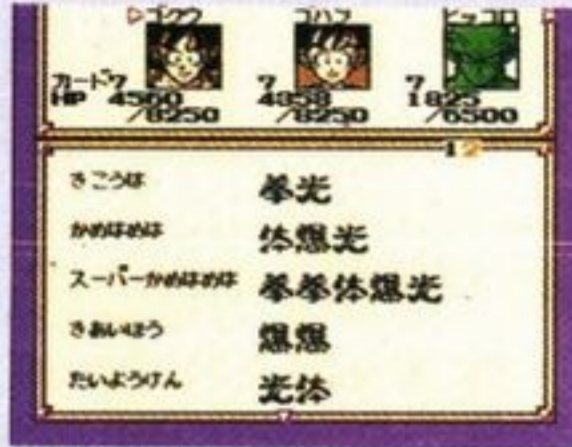 ▷ゴクウ ゴハン ピッコロ
カード7 7 7
HP 4560 4358 1825
/8250 /8250 /6500
12
きこうは 拳光
かめはめは 体爆光
スーパーかめはめは 拳拳体爆光
きあいほう 爆爆
たいようけん 光体